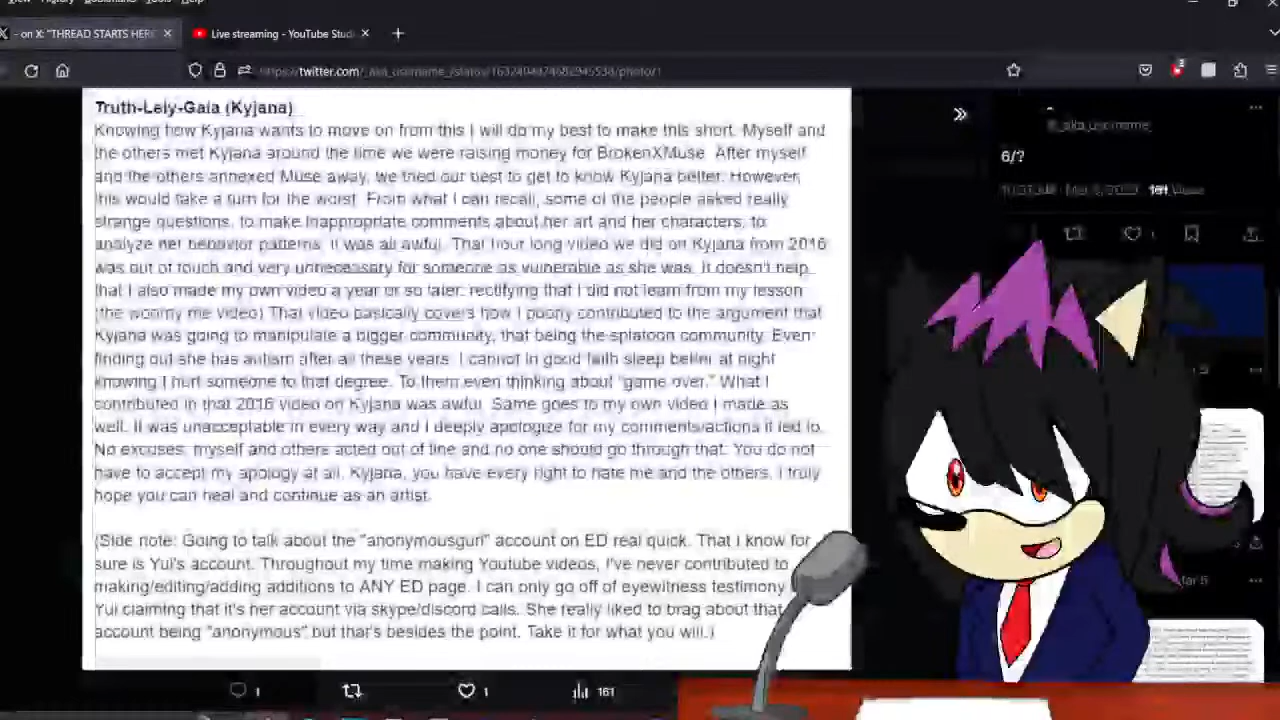 View History Bookmarks Tools Help
- on X: "THREAD STARTS HERE
Live streaming - YouTube Stud
https://twitter.com/
/photo/1
Truth-Lely-Gaia (Kyjana)
Knowing how Kyjana wants to move on from this I will do my best to make this short. Myself and
the others met Kyjana around the time we were raising money for BrokenXMuse. After myself
and the others annexed Muse away, we tried our best to get to know Kyjana better. However,
this would take a turn for the worst. From what I can recall, some of the people asked really
strange questions, to make inappropriate comments about her art and her characters, to
analyze her behavior patterns. It was all awful. That hour long video we did on Kyjana from 2016
was out of touch and very unnecessary for someone as vulnerable as she was. It doesn't help
that I also made my own video a year or so later, rectifying that I did not learn from my lesson
(the woomy me video) That video basically covers how I poorly contributed to the argument that
Kyjana was going to manipulate a bigger community, that being the splatoon community. Even
finding out she has autism after all these years. I cannot in good faith sleep better at night
knowing I hurt someone to that degree. To them even thinking about "game over." What I
contributed in that 2016 video on Kyjana was awful. Same goes to my own video I made as
well. It was unacceptable in every way and I deeply apologize for my comments/actions it led to.
No excuses, myself and others acted out of line and no one should go through that. You do not
have to accept my apology at all. Kyjana, you have every right to hate me and the others. I truly
hope you can heal and continue as an artist.
(Side note: Going to talk about the "anonymousgurl" account on ED real quick. That I know for
sure is Yui's account. Throughout my time making Youtube videos, I've never contributed to
making/editing/adding additions to ANY ED page. I can only go off of eyewitness testimony
Yui claiming that it's her account via skype/discord calls. She really liked to brag about that
account being "anonymous" but that's besides the point. Take it for what you will.)
6/?
1
1
161